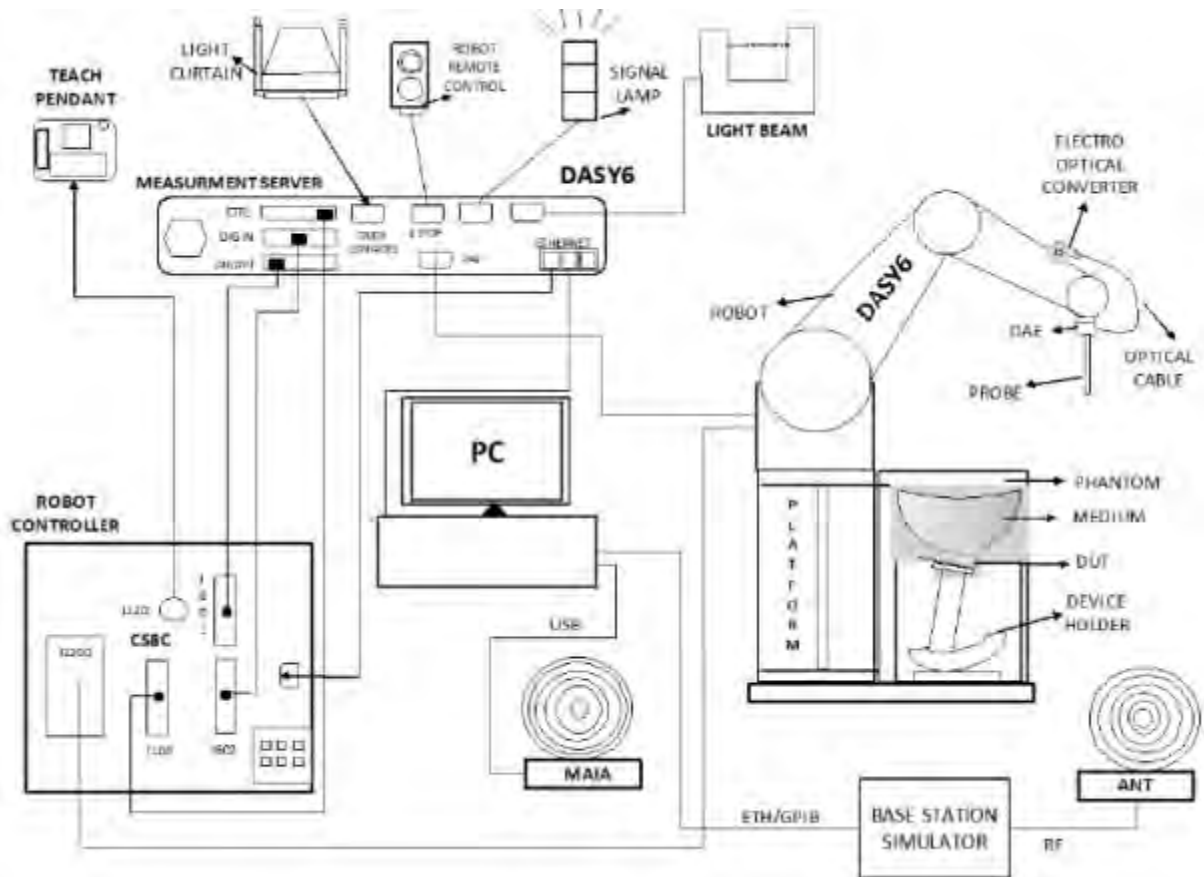 LIGHT
CURTAIN
ROBOT
REMOTE
CONTROL
SIGNAL
LAMP
TEACH
PENDANT
LIGHT BEAM
ELECTRO
OPTICAL
CONVERTER
MEASURMENT SERVER
DASY6
DIG IN
E STOP
ETHERNET
ROBOT
DASY6
DAE
OPTICAL
CABLE
PROBE
PC
ROBOT
CONTROLLER
PHANTOM
MEDIUM
DUT
DEVICE
HOLDER
PLATFORM
CSBC
USB
MAIA
ANT
ETH/GPIB
BASE STATION
SIMULATOR
RF